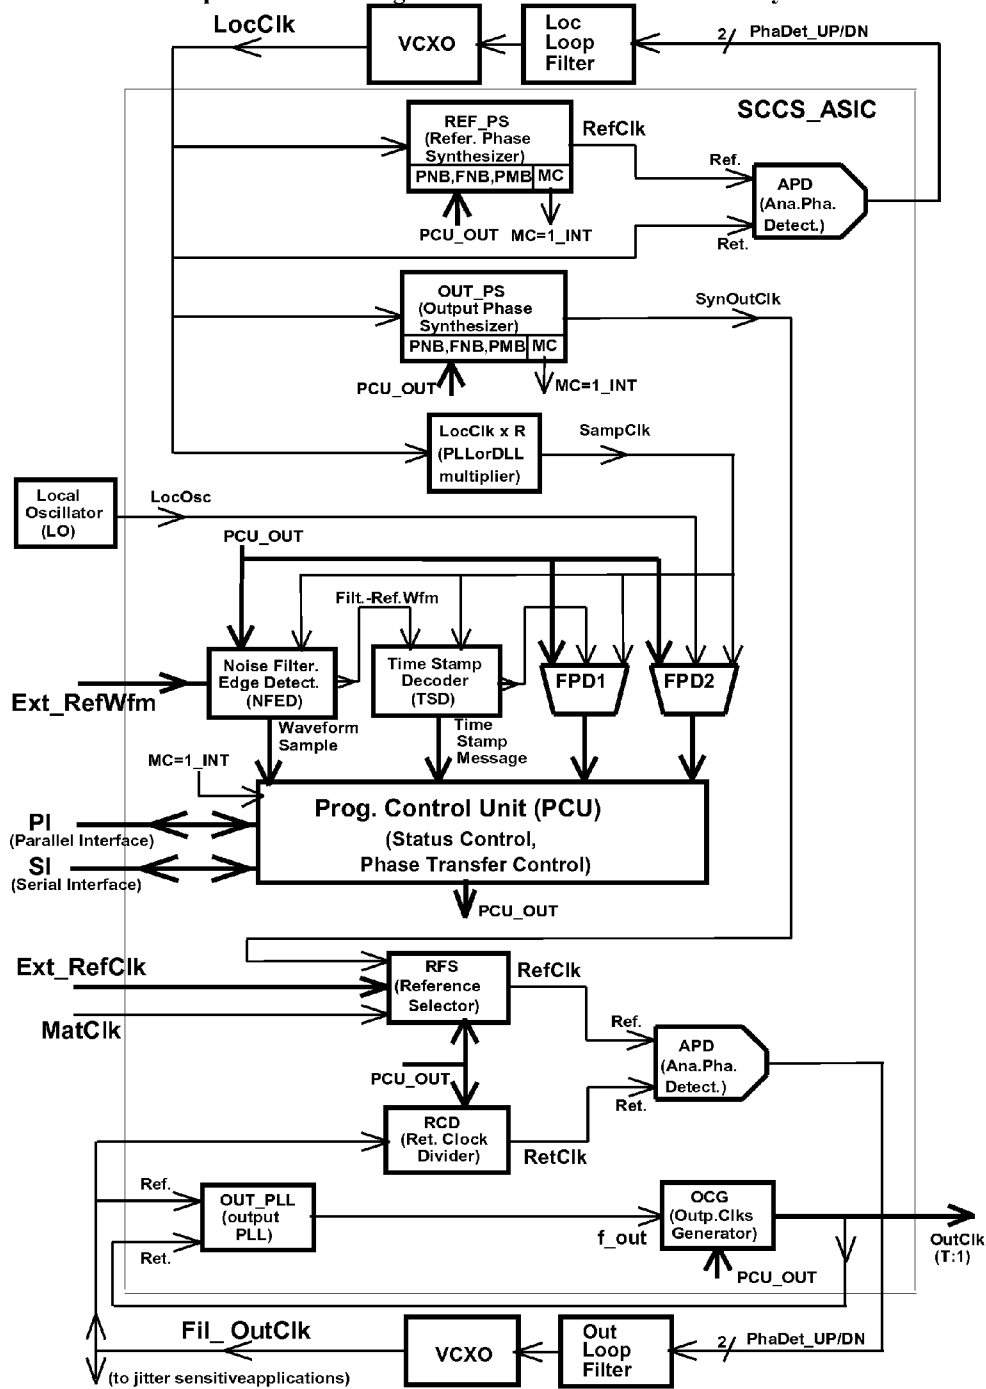 LocClk
VCXO
Loc
Loop
Filter
2
PhaDet_UP/DN
SCCS_ASIC
REF_PS
(Refer. Phase
Synthesizer)
PNB,FNB,PMB
MC
RefClk
PCU_OUT
MC=1_INT
Ref.
APD
(Ana.Pha.
Detect.)
Ret.
OUT_PS
(Output Phase
Synthesizer)
PNB,FNB,PMB
MC
SynOutClk
PCU_OUT
MC=1_INT
LocClk x R
(PLLorDLL
multiplier)
SampClk
Local
Oscillator
(LO)
LocOsc
PCU_OUT
Filt.-Ref.Wfm
Noise Filter.
Edge Detect.
(NFED)
Time Stamp
Decoder
(TSD)
FPD1
FPD2
Ext_RefWfm
Waveform
Sample
Time
Stamp
Message
MC=1_INT
Prog. Control Unit (PCU)
(Status Control,
Phase Transfer Control)
PI
(Parallel Interface)
SI
(Serial Interface)
PCU_OUT
Ext_RefClk
MatClk
RFS
(Reference
Selector)
RefClk
PCU_OUT
Ref.
APD
(Ana.Pha.
Detect.)
Ret.
RCD
(Ret. Clock
Divider)
RetClk
Ref.
OUT_PLL
(output
PLL)
Ret.
f_out
OCG
(Outp.Clks
Generator)
PCU_OUT
OutClk
(T:1)
Fil_OutClk
VCXO
Out
Loop
Filter
2
PhaDet_UP/DN
(to jitter sensitiveapplications)